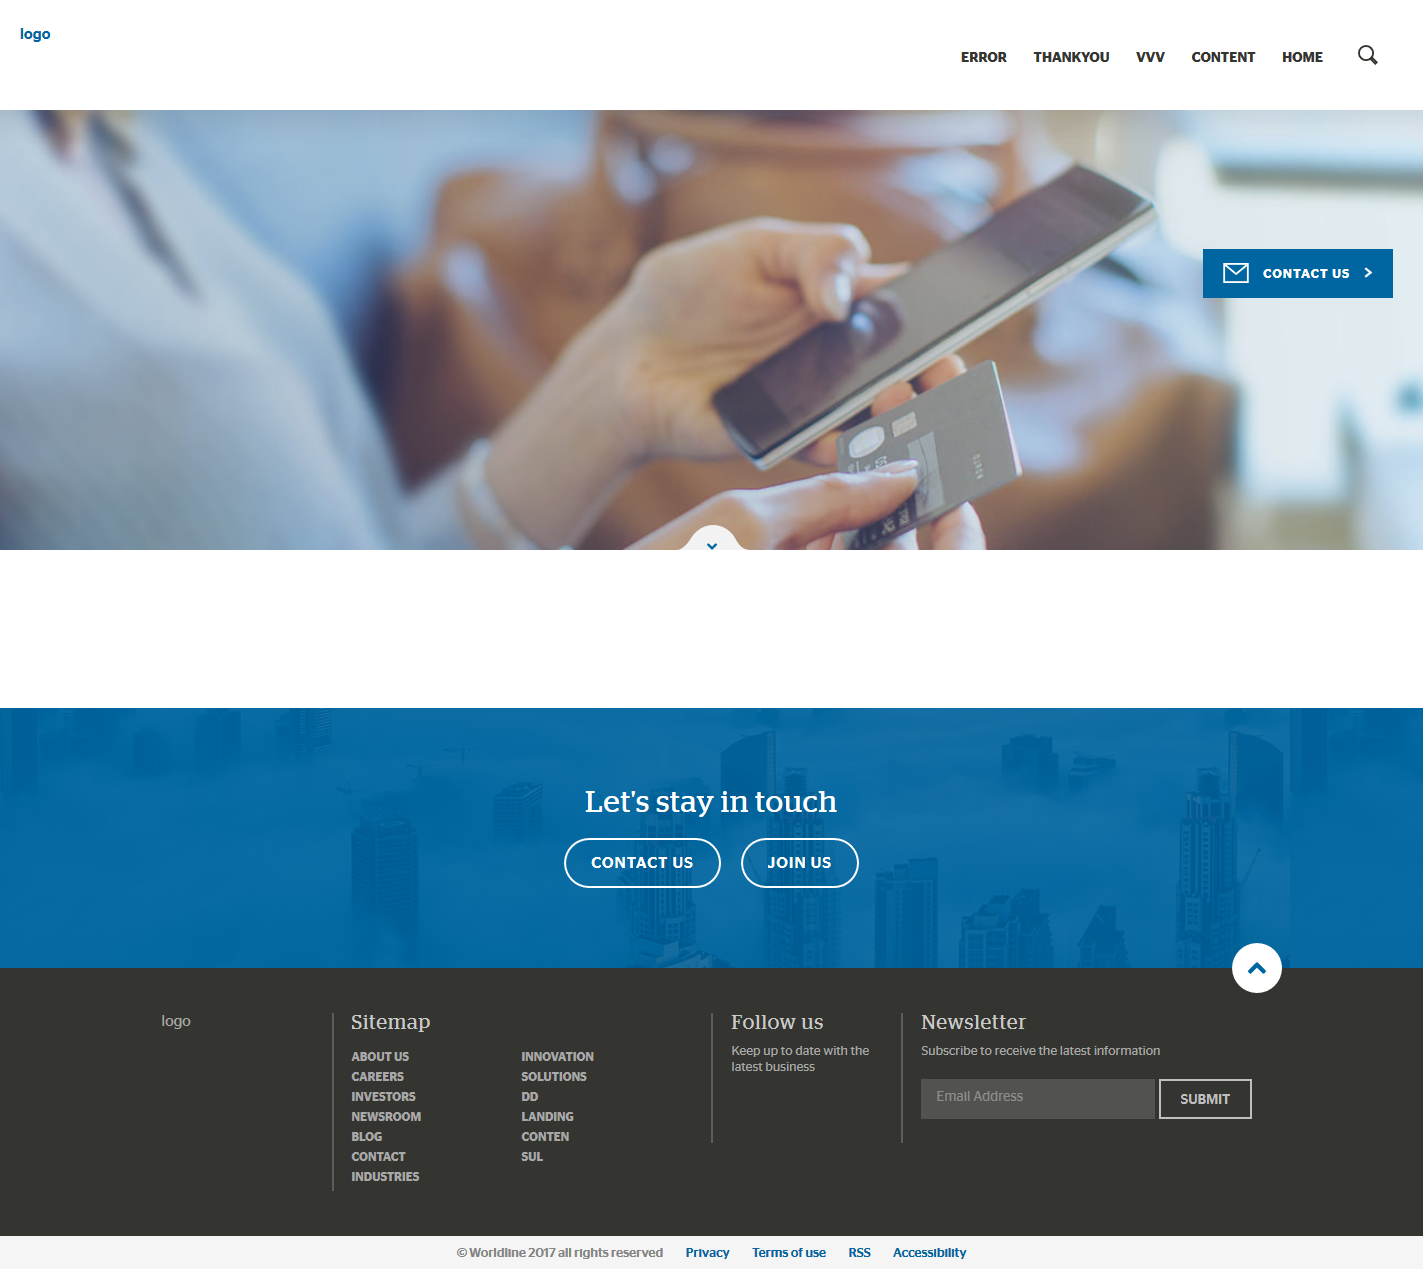 logo
ERROR THANKYOU VVV CONTENT HOME
CONTACT US
Let's stay in touch
CONTACT US JOIN US
logo
Sitemap
ABOUT US
CAREERS
INVESTORS
NEWSROOM
BLOG
CONTACT
INDUSTRIES
INNOVATION
SOLUTIONS
DD
LANDING
CONTEN
SUL
Follow us
Keep up to date with the
latest business
Newsletter
Subscribe to receive the latest information
Email Address SUBMIT
© Worldline 2017 all rights reserved Privacy Terms of use RSS Accessibility